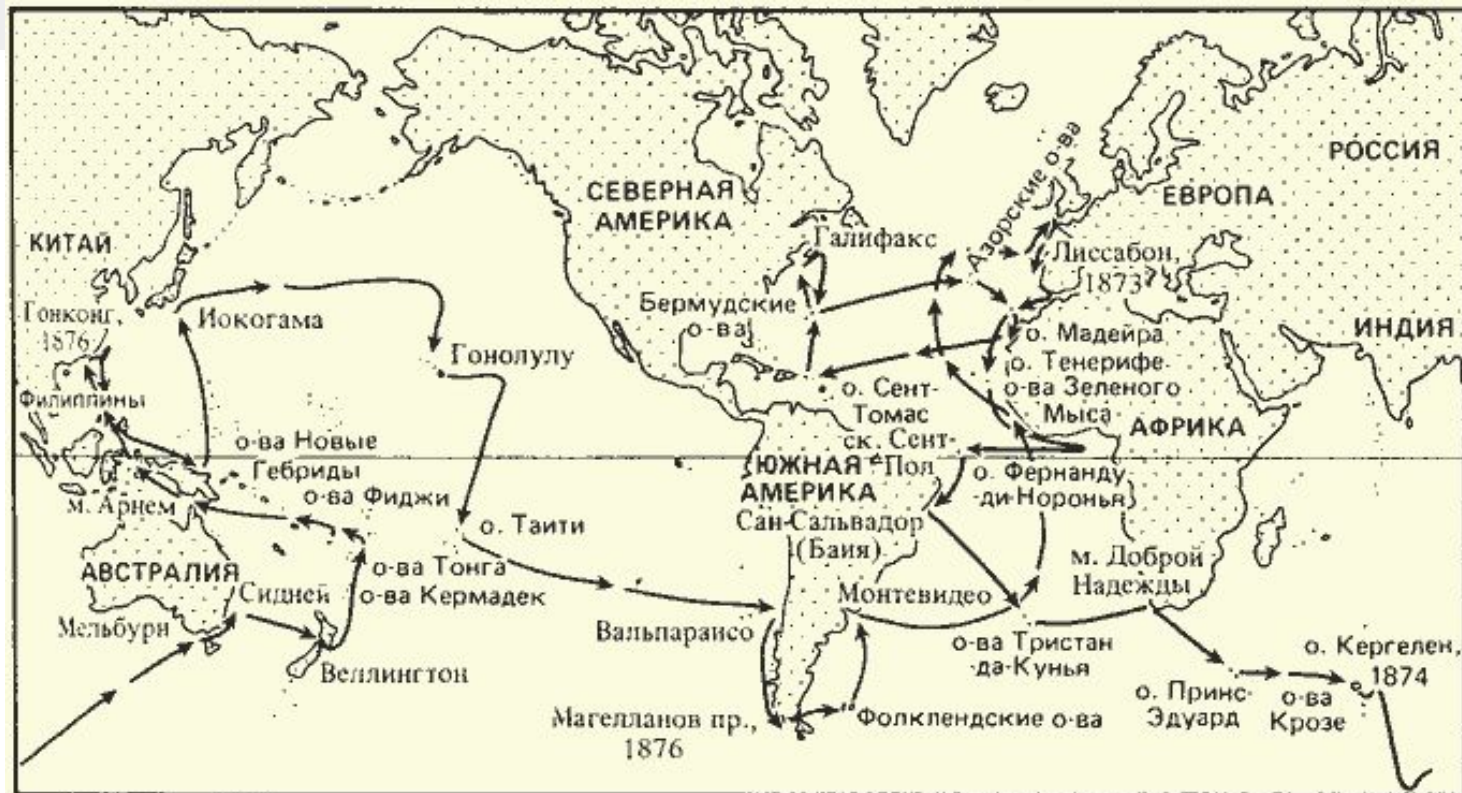 РОССИЯ
ЕВРОПА
СЕВЕРНАЯ
АМЕРИКА
Азорские о-ва
КИТАЙ
Галифакс
Лиссабон,
1873
Бермудские
о-ва
Гонконг,
1876
Иокогама
Гонолулу
ИНДИЯ
о. Мадейра
о. Тенерифе
о-ва Зеленого
Мыса
Филиппины
о. Сент-
Томас
ск. Сент-
Пол
АФРИКА
о-ва Новые
Гебриды
ЮЖНАЯ
АМЕРИКА
о. Фернанду
-ди-Норонья
о-ва Фиджи
м. Арнем
о. Таити
Сан-Сальвадор
(Баия)
м. Доброй
Надежды
АВСТРАЛИЯ
Сидней
о-ва Тонга
о-ва Кермадек
Монтевидео
Мельбурн
Вальпараисо
о-ва Тристан
-да-Кунья
о. Кергелен,
1874
Веллингтон
о. Принс-
Эдуард
о-ва
Крозе
Магелланов пр.,
1876
Фолклендские о-ва